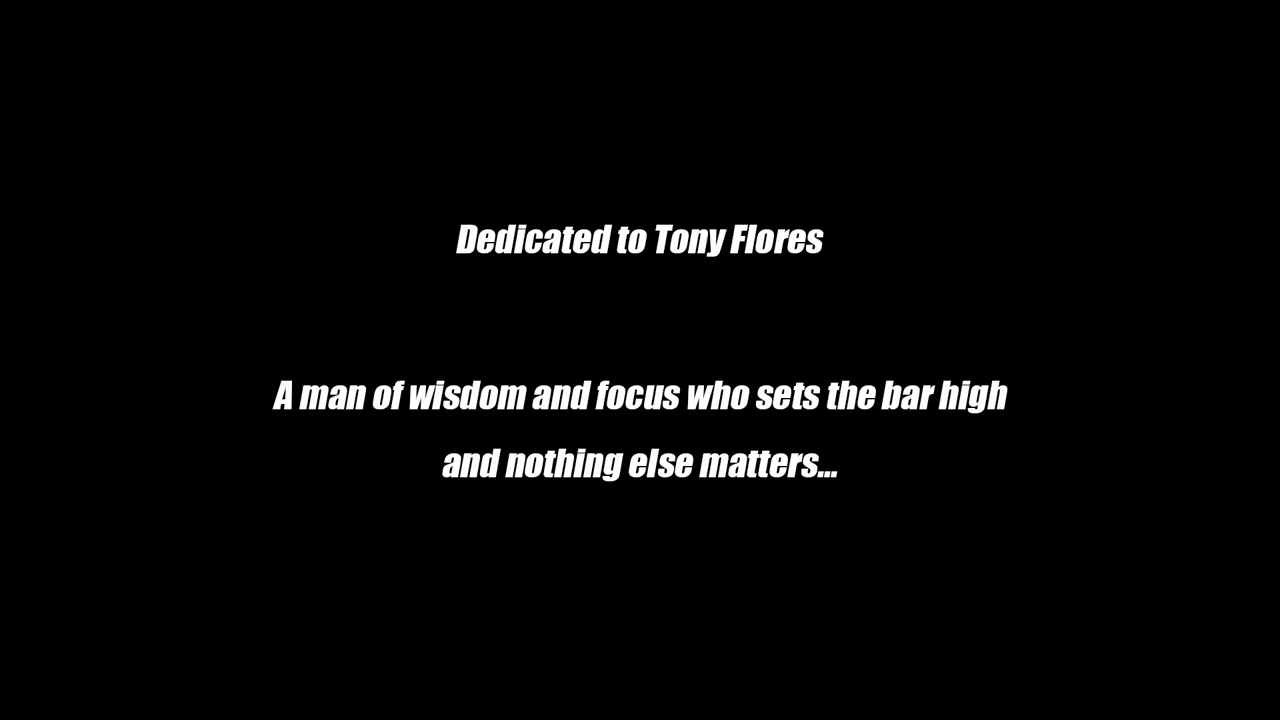 Dedicated to Tony Flores
A man of wisdom and focus who sets the bar high
and nothing else matters...